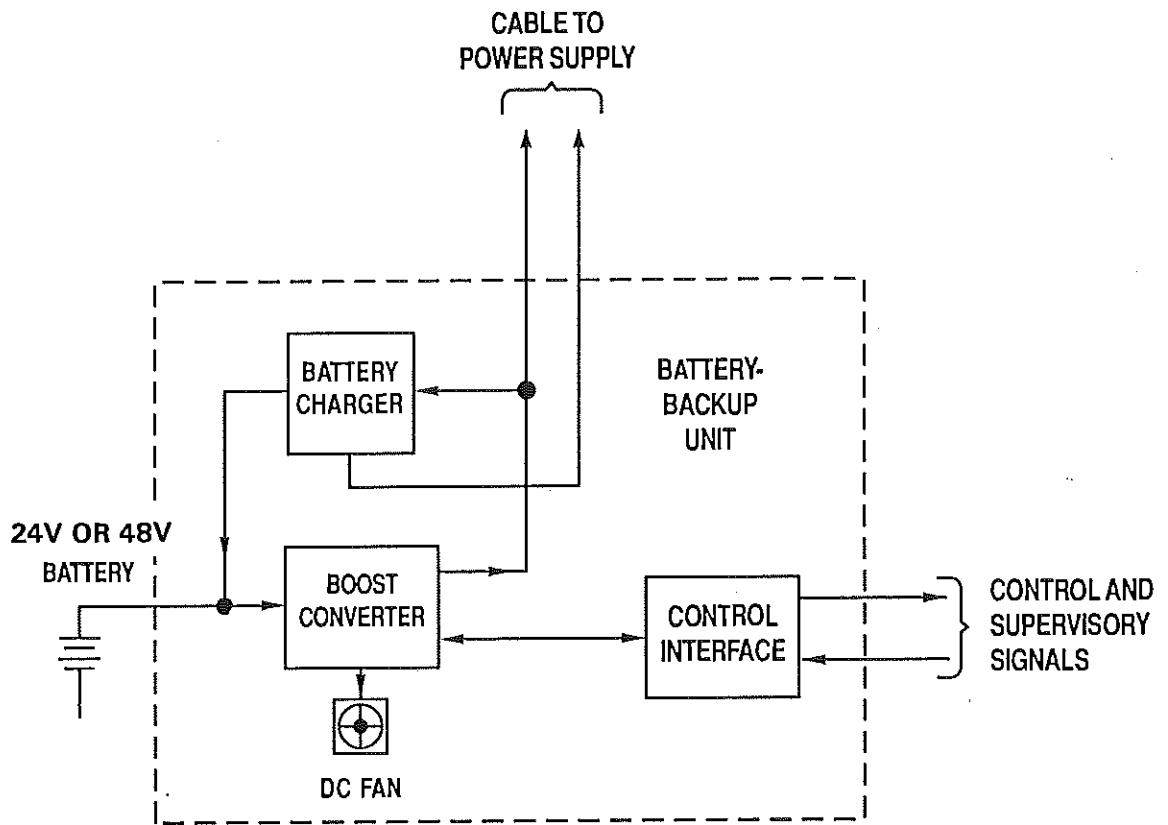 CABLE TO
POWER SUPPLY
BATTERY
CHARGER
BATTERY-
BACKUP
UNIT
24V OR 48V
BATTERY
BOOST
CONVERTER
CONTROL
INTERFACE
CONTROL AND
SUPERVISORY
SIGNALS
DC FAN